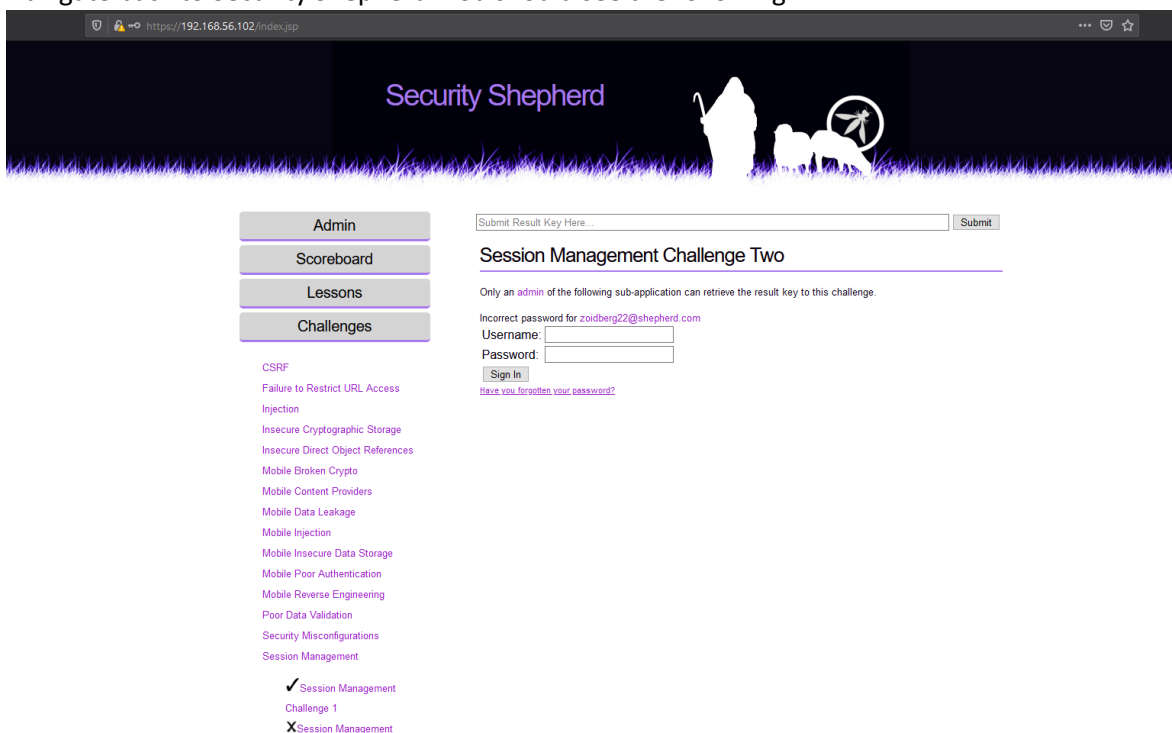 https://192.168.56.102/index.jsp
Security Shepherd
Admin
Scoreboard
Lessons
Challenges
CSRF
Failure to Restrict URL Access
Injection
Insecure Cryptographic Storage
Insecure Direct Object References
Mobile Broken Crypto
Mobile Content Providers
Mobile Data Leakage
Mobile Injection
Mobile Insecure Data Storage
Mobile Poor Authentication
Mobile Reverse Engineering
Poor Data Validation
Security Misconfigurations
Session Management
✓Session Management
Challenge 1
XSession Management
Submit Result Key Here...
Submit
Session Management Challenge Two
Only an admin of the following sub-application can retrieve the result key to this challenge.
Incorrect password for zoidberg22@shepherd.com
Username:
Password:
Sign In
Have you forgotten your password?